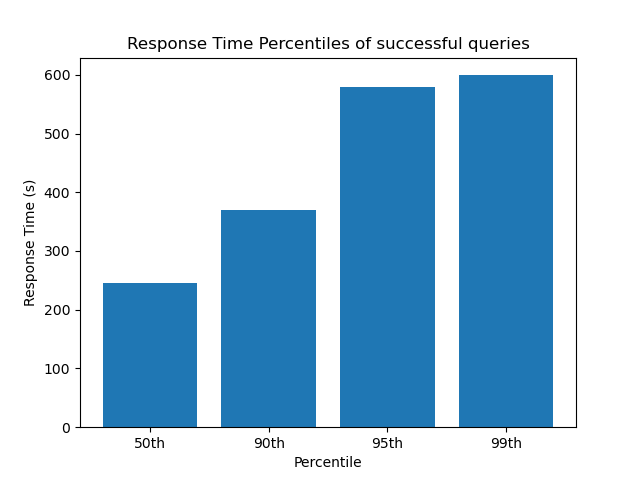 Response Time Percentiles of successful queries
600
500
400
300
200
100
0
Response Time (s)
50th 90th 95th 99th
Percentile